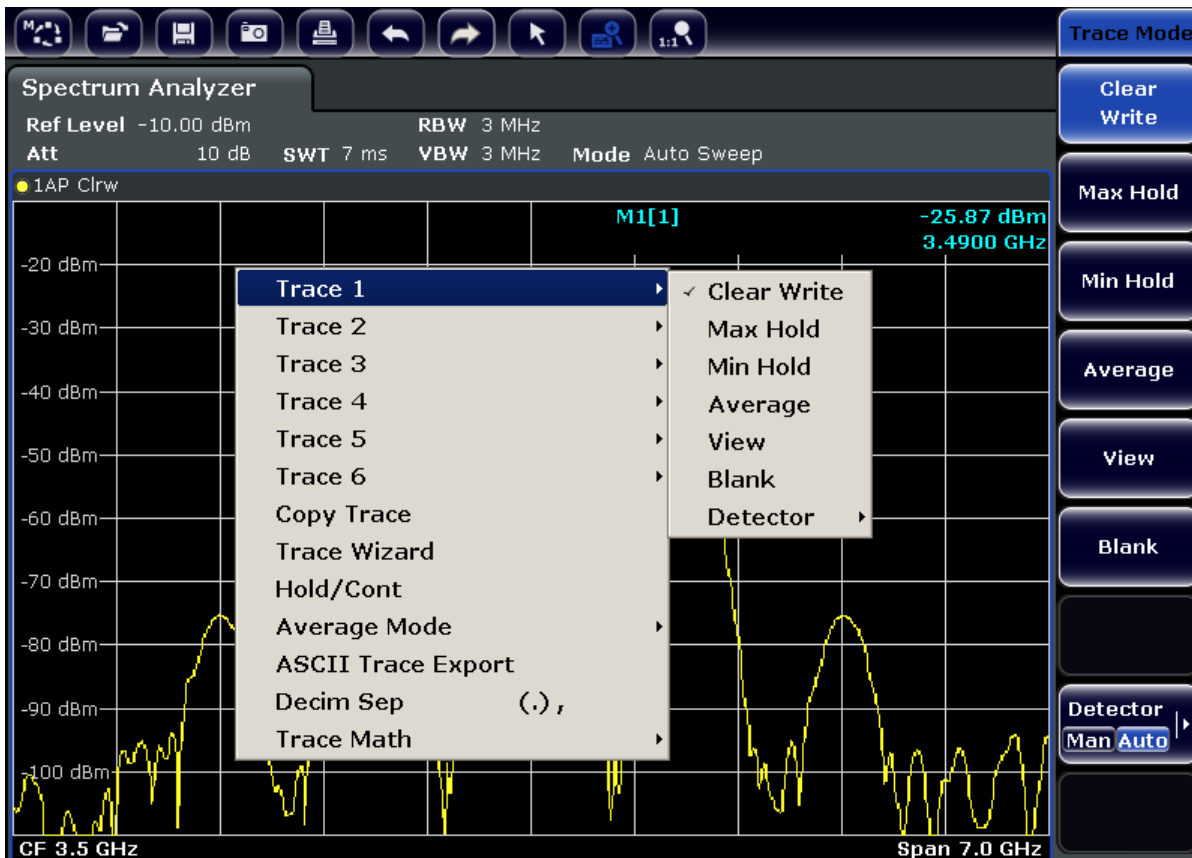 M
1:1
Trace Mode
Spectrum Analyzer
Ref Level -10.00 dBm RBW 3 MHz
Att 10 dB SWT 7 ms VBW 3 MHz Mode Auto Sweep
1AP Clrw
M1[1] -25.87 dBm
3.4900 GHz
-20 dBm
-30 dBm
-40 dBm
-50 dBm
-60 dBm
-70 dBm
-80 dBm
-90 dBm
-100 dBm
Trace 1
Trace 2
Trace 3
Trace 4
Trace 5
Trace 6
Copy Trace
Trace Wizard
Hold/Cont
Average Mode
ASCII Trace Export
Decim Sep (.) ,
Trace Math
Clear Write
Max Hold
Min Hold
Average
View
Blank
Detector
CF 3.5 GHz Span 7.0 GHz
Clear
Write
Max Hold
Min Hold
Average
View
Blank
Detector
Man Auto